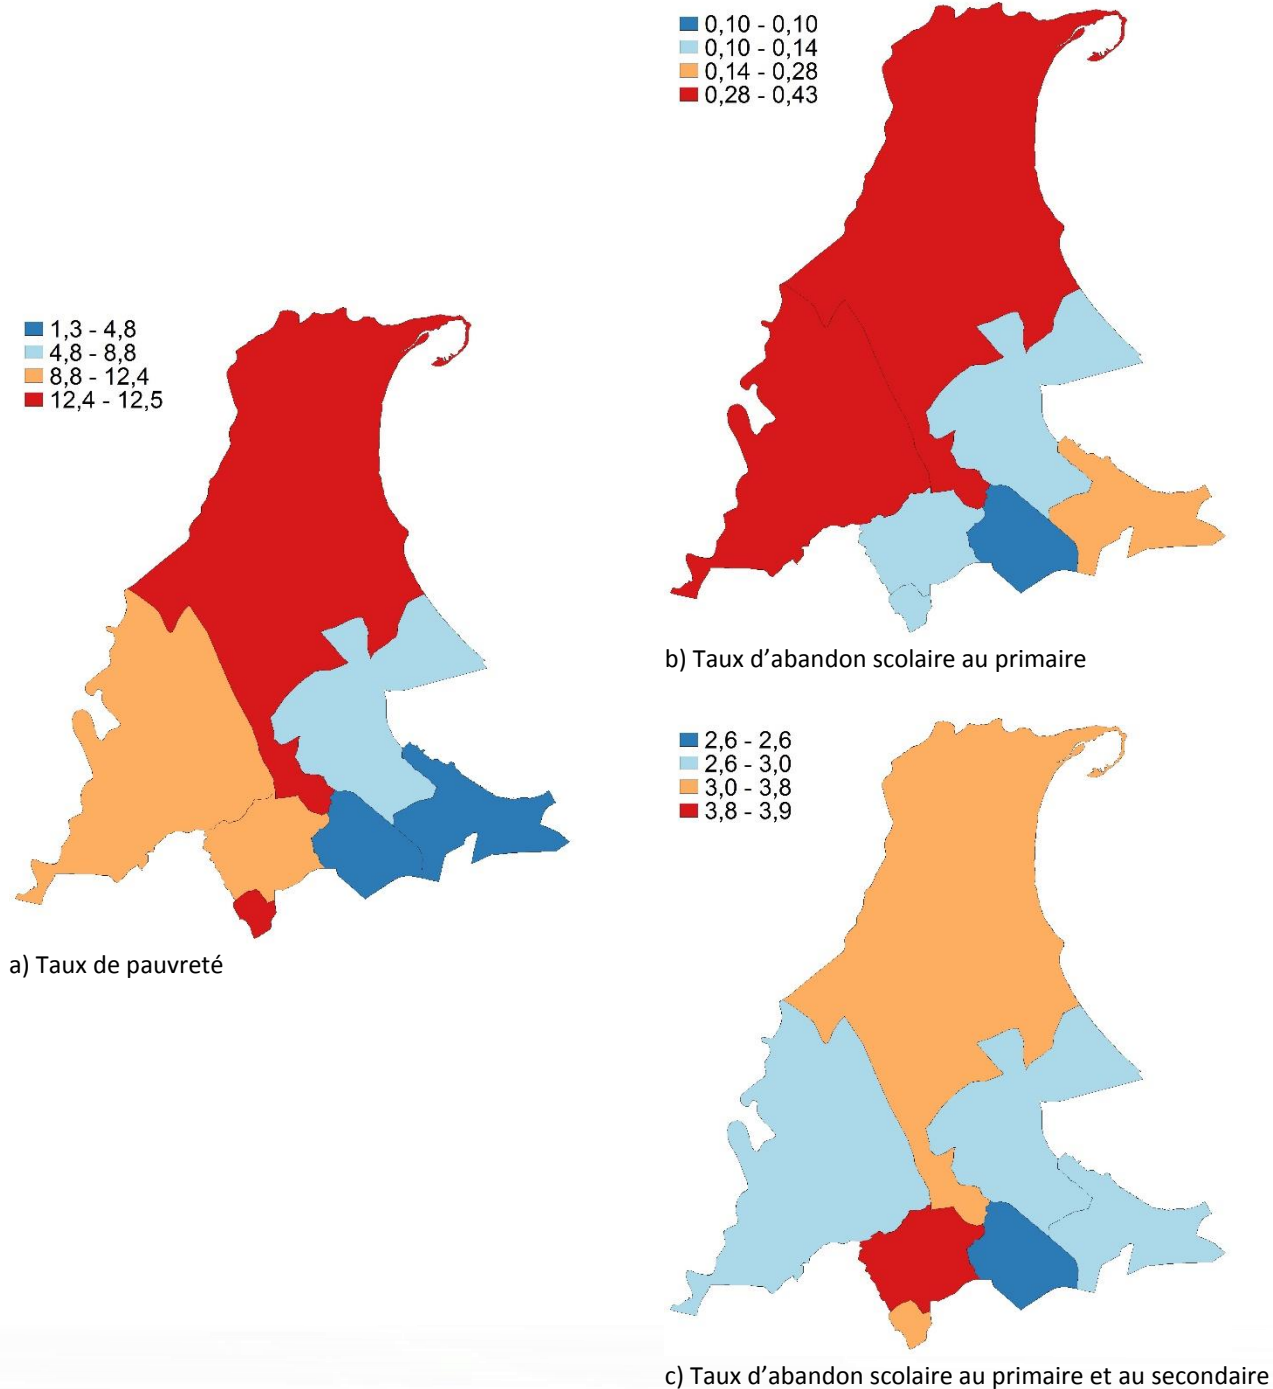 1,3 - 4,8
4,8 - 8,8
8,8 - 12,4
12,4 - 12,5
a) Taux de pauvreté
0,10 - 0,10
0,10 - 0,14
0,14 - 0,28
0,28 - 0,43
b) Taux d’abandon scolaire au primaire
2,6 - 2,6
2,6 - 3,0
3,0 - 3,8
3,8 - 3,9
c) Taux d’abandon scolaire au primaire et au secondaire